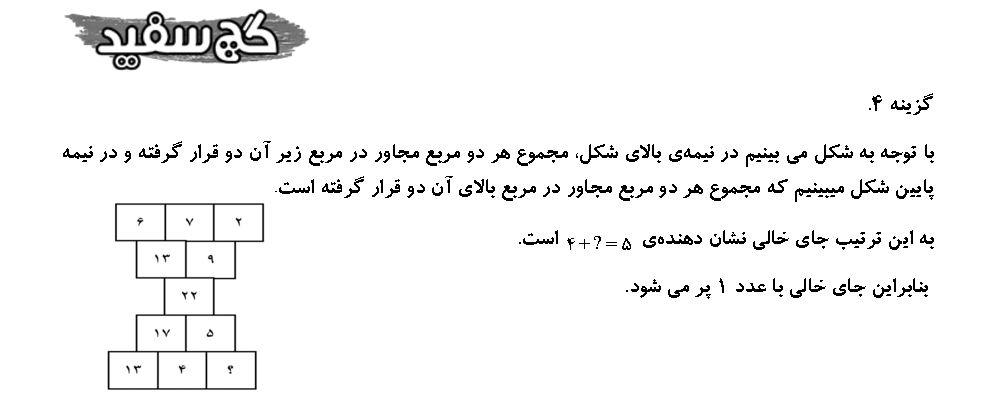 گچ سفید
گزینه ۴.
با توجه به شکل می بینیم در نیمه‌ی بالای شکل، مجموع هر دو مربع مجاور در مربع زیر آن دو قرار گرفته و در نیمه
پایین شکل میبینیم که مجموع هر دو مربع مجاور در مربع بالای آن دو قرار گرفته است.
به این ترتیب جای خالی نشان دهنده‌ی ۴+?=۵ است.
بنابراین جای خالی با عدد ۱ پر می شود.
۶ ۷ ۲
۱۳ ۹
۲۲
۱۷ ۵
۱۳ ۴ ؟